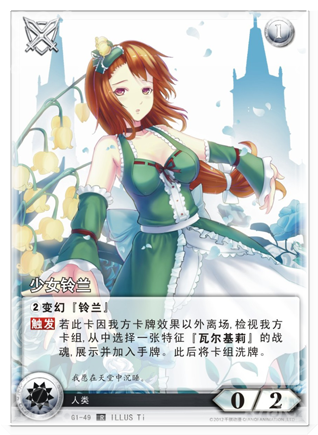 1
少女铃兰
2 变幻『铃兰』
触发 若此卡因我方卡牌效果以外离场,检视我方
卡组,从中选择一张特征『瓦尔基莉』的战
魂,展示并加入手牌。此后将卡组洗牌。
我愿在天堂中沉睡。
人类
0/2
G1-49 ILLUS Ti